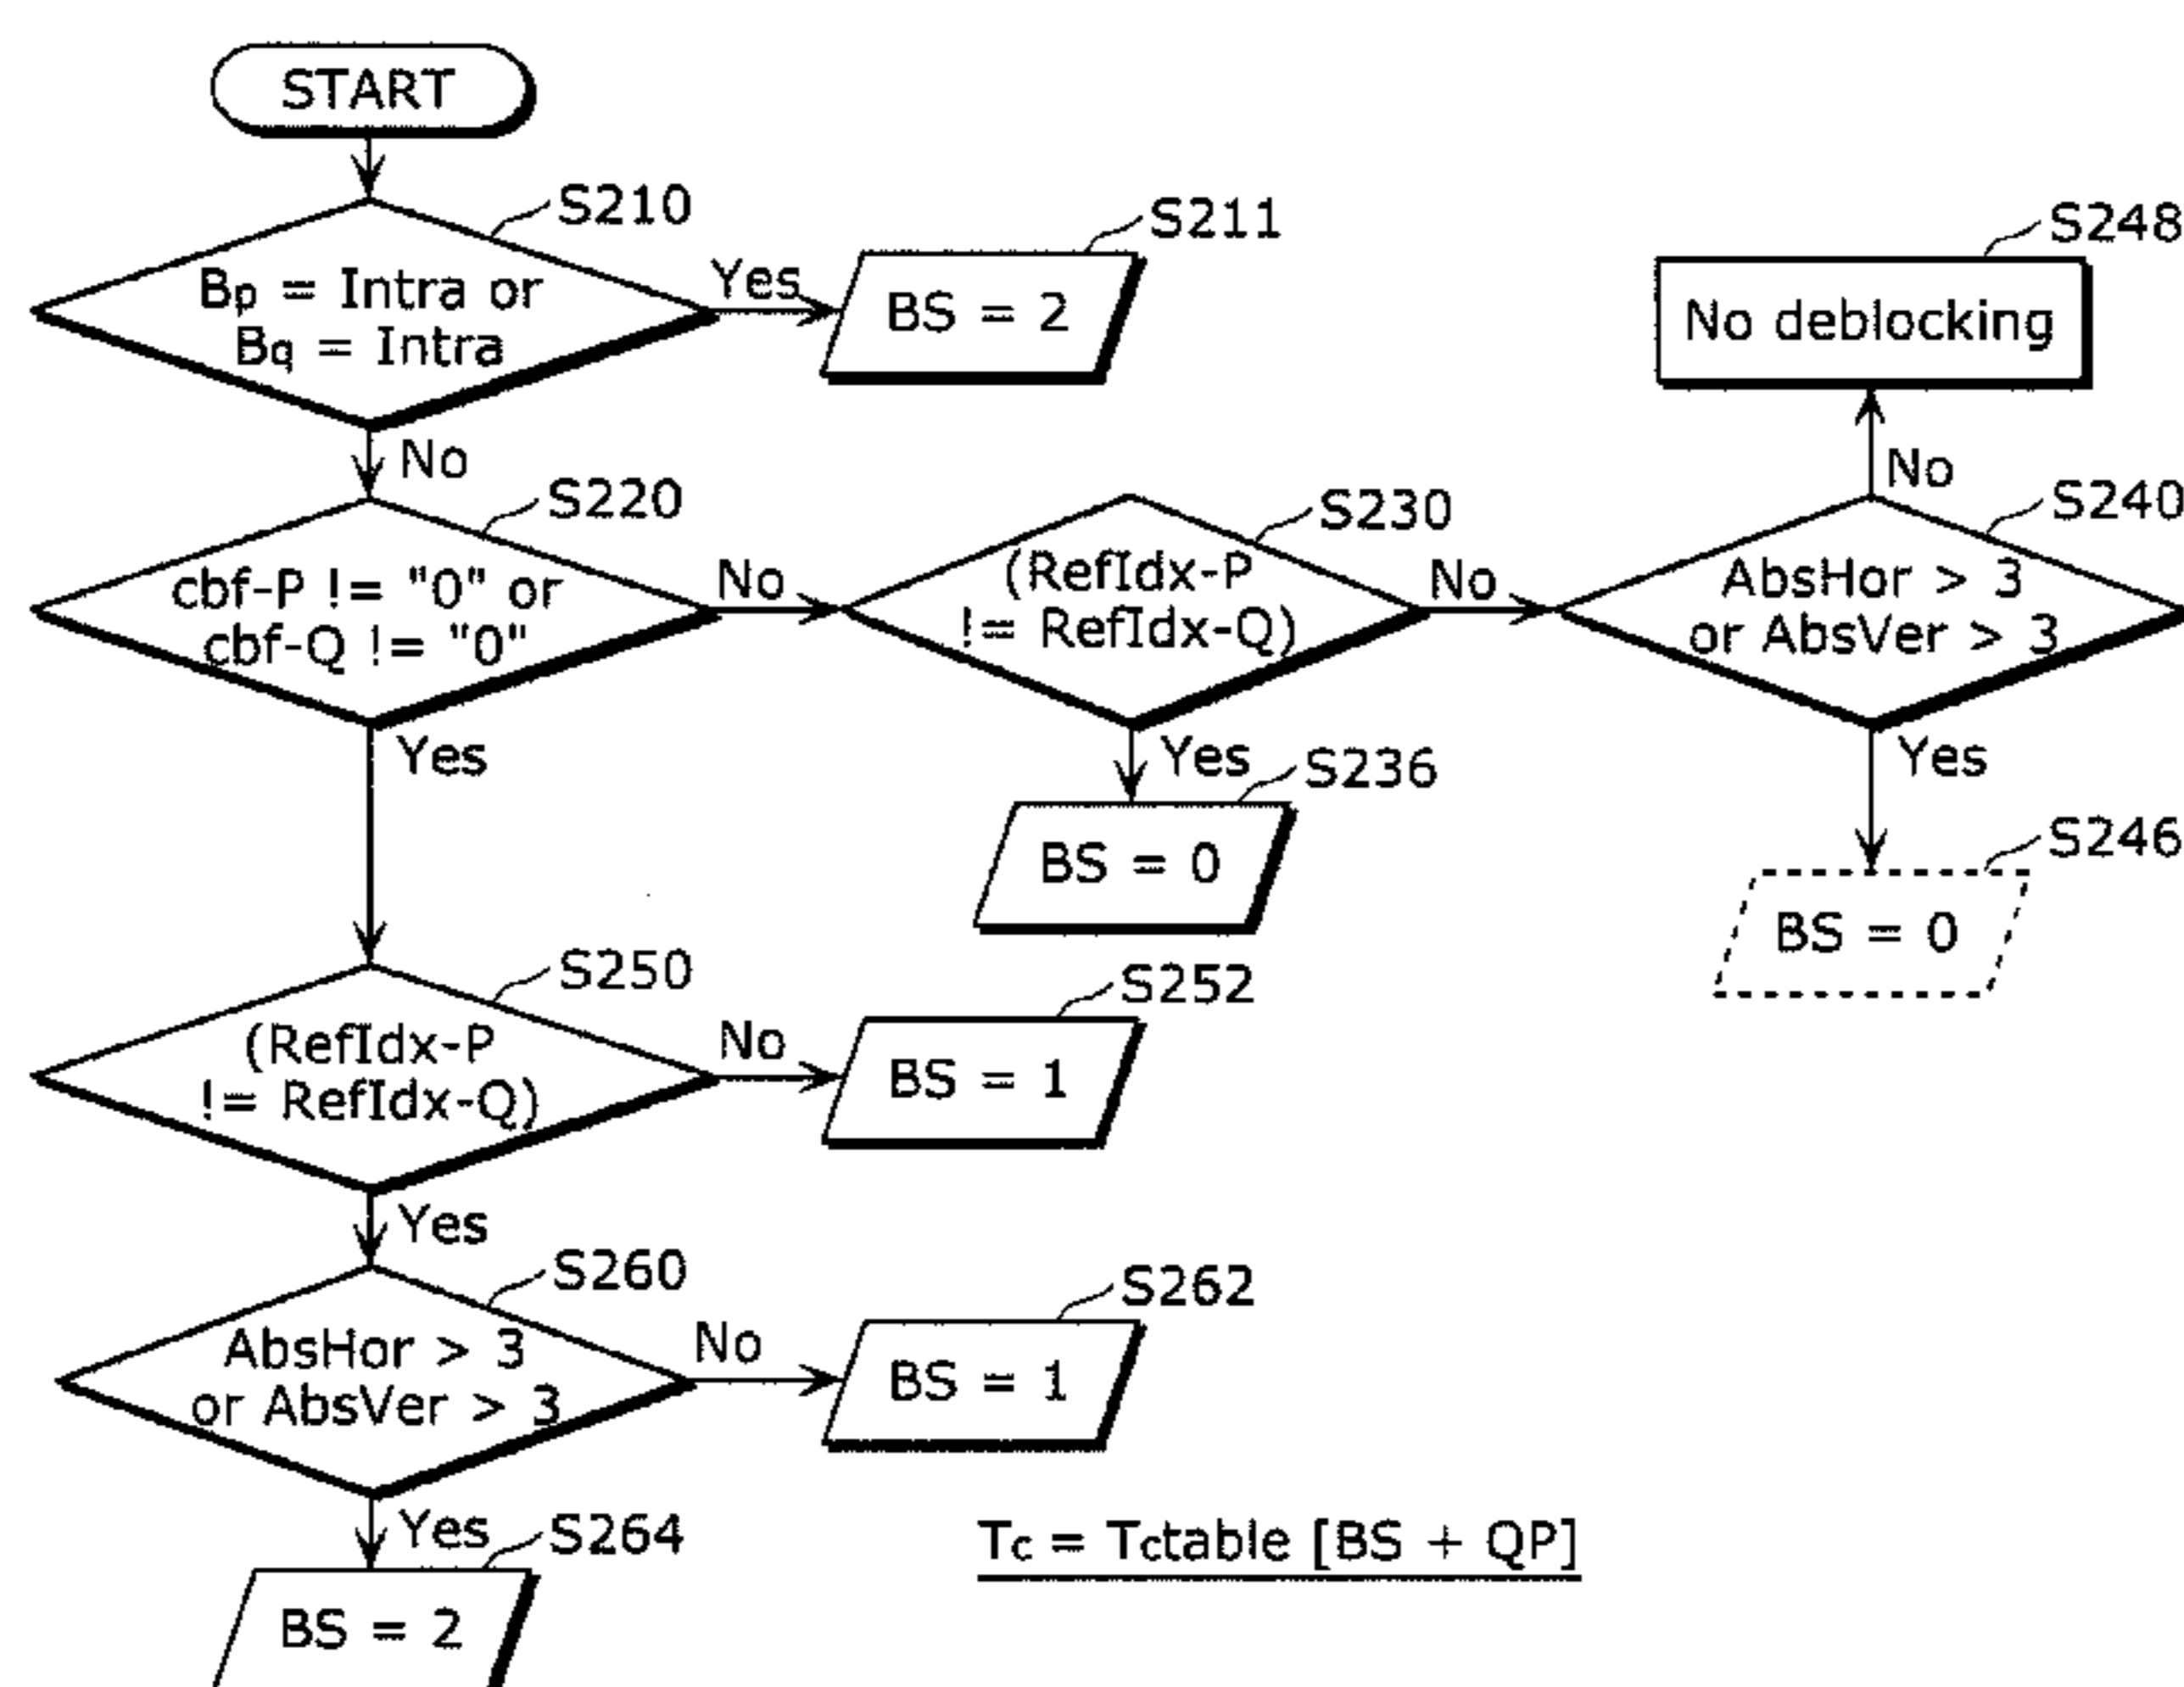 START
S210
Bp = Intra or
Bq = Intra
Yes
S211
BS = 2
No
S220
cbf-P != "0" or
cbf-Q != "0"
No
S230
(RefIdx-P
!= RefIdx-Q)
No
S240
AbsHor > 3
or AbsVer > 3
No
S248
No deblocking
Yes
S246
BS = 0
Yes
S236
BS = 0
Yes
S250
(RefIdx-P
!= RefIdx-Q)
No
S252
BS = 1
Yes
S260
AbsHor > 3
or AbsVer > 3
No
S262
BS = 1
Yes
S264
BS = 2
Tc = Tctable [BS + QP]